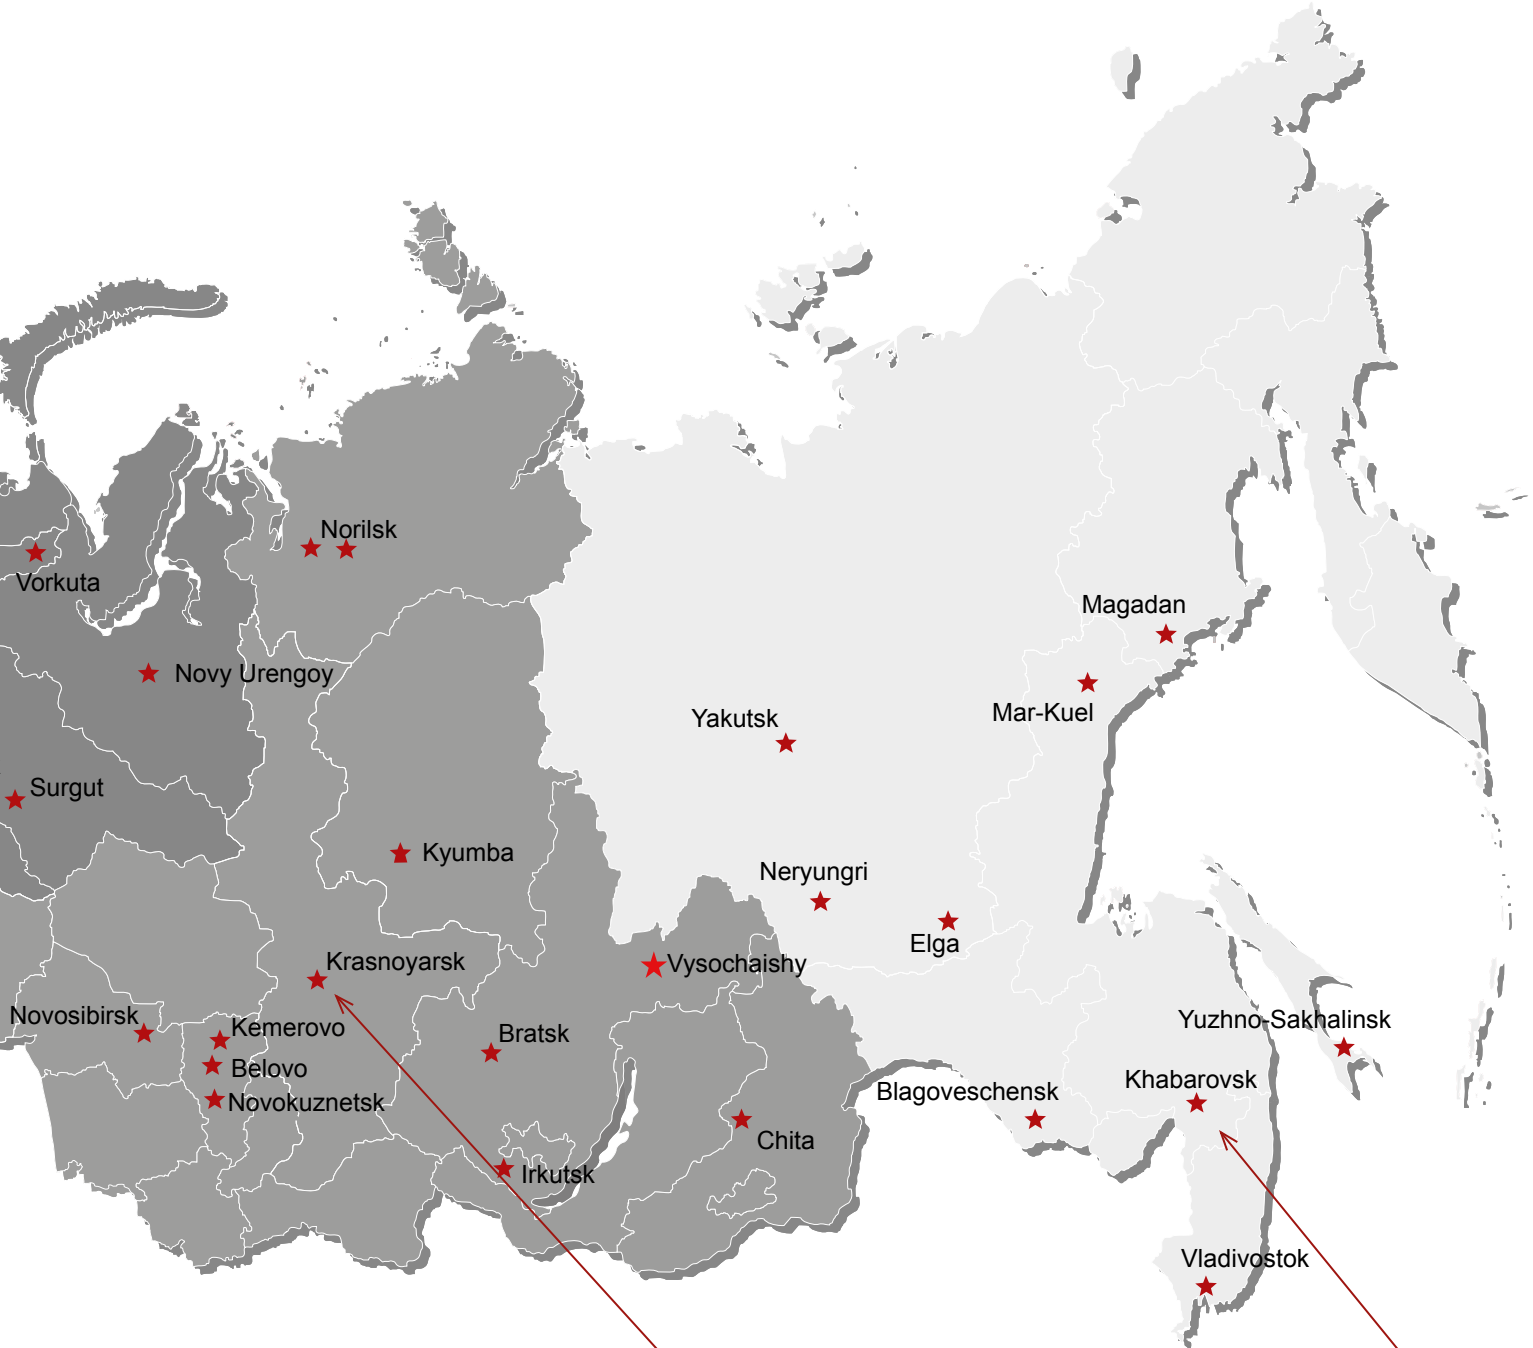 Norilsk
Vorkuta
Magadan
Novy Urengoy
Mar-Kuel
Yakutsk
Surgut
Kyumba
Neryungri
Elga
Krasnoyarsk
Vysochaishy
Novosibirsk
Kemerovo
Bratsk
Yuzhno-Sakhalinsk
Belovo
Khabarovsk
Blagoveschensk
Novokuznetsk
Chita
Irkutsk
Vladivostok